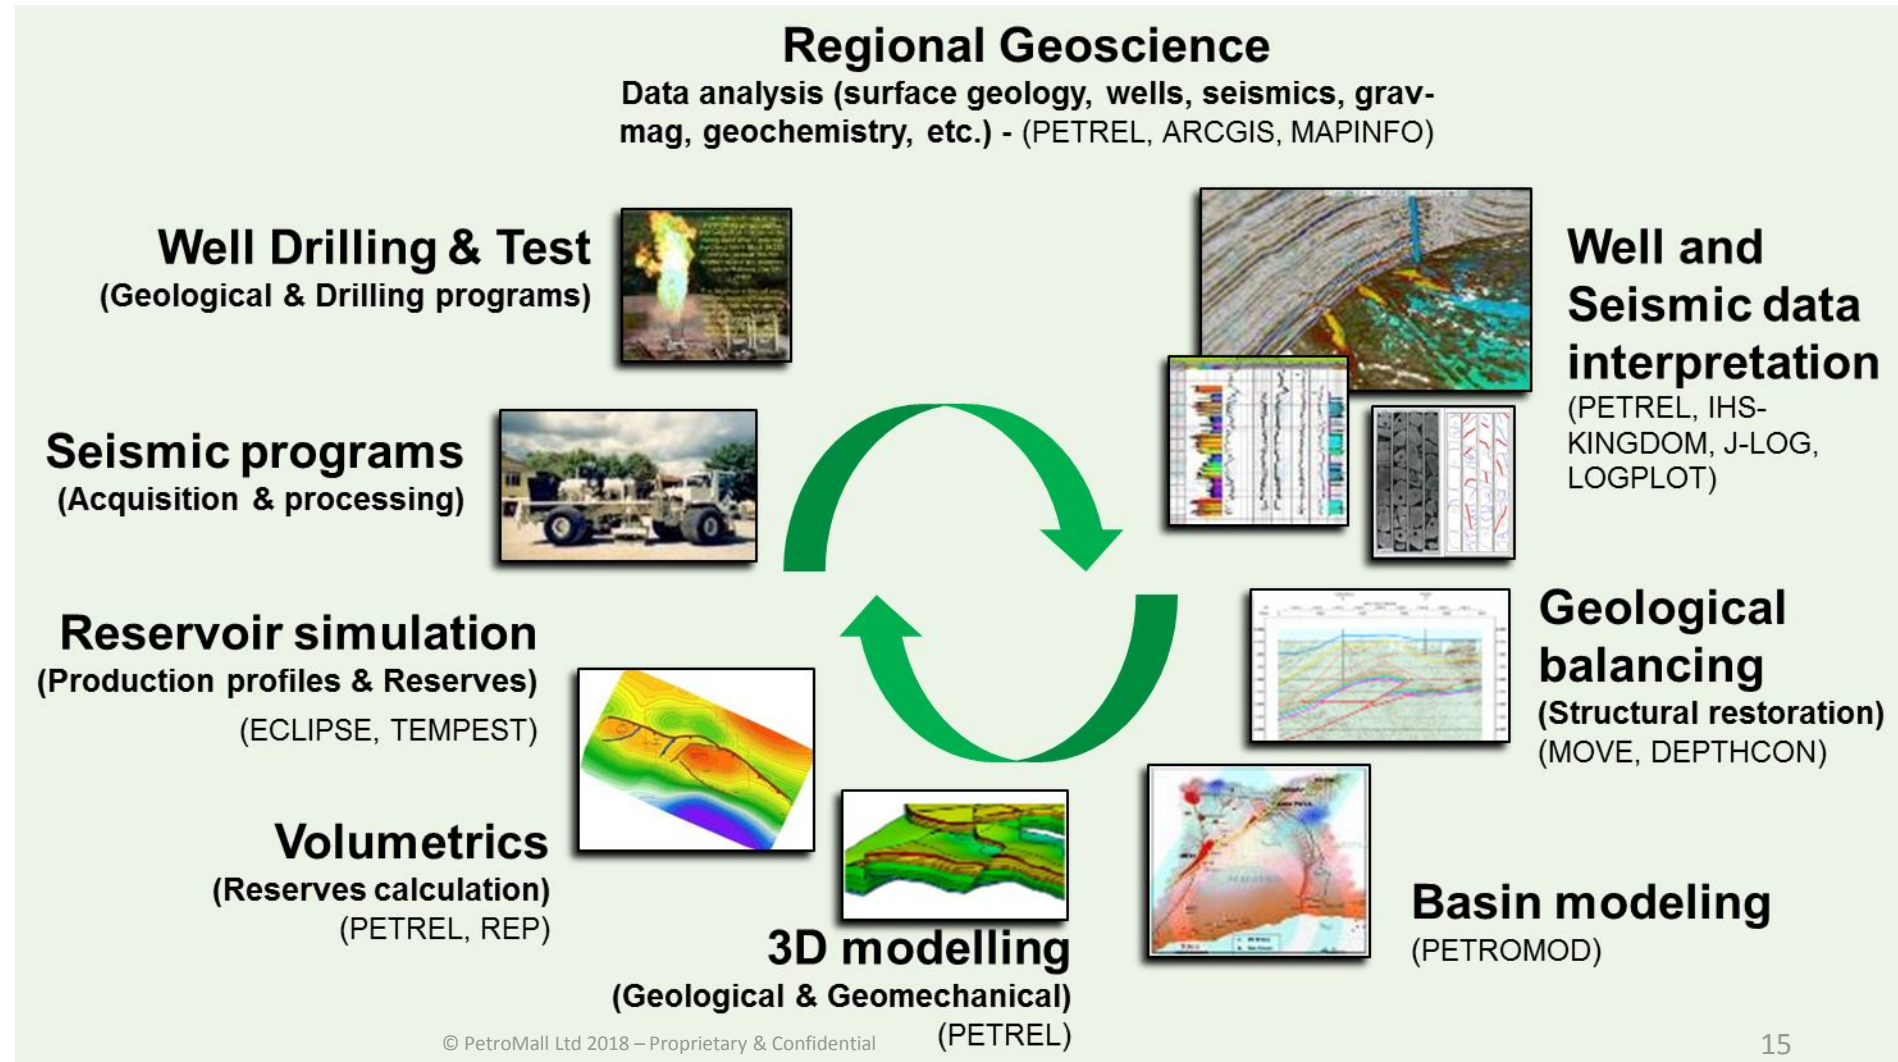 Regional Geoscience
Data analysis (surface geology, wells, seismics, grav-
mag, geochemistry, etc.) - (PETREL, ARCGIS, MAPINFO)
Well and
Seismic data
interpretation
(PETREL, IHS-
KINGDOM, J-LOG,
LOGPLOT)
Geological
balancing
(Structural restoration)
(MOVE, DEPTHCON)
Basin modeling
(PETROMOD)
3D modelling
(Geological & Geomechanical)
(PETREL)
Volumetrics
(Reserves calculation)
(PETREL, REP)
Reservoir simulation
(Production profiles & Reserves)
(ECLIPSE, TEMPEST)
Seismic programs
(Acquisition & processing)
Well Drilling & Test
(Geological & Drilling programs)
© PetroMall Ltd 2018 – Proprietary & Confidential
15